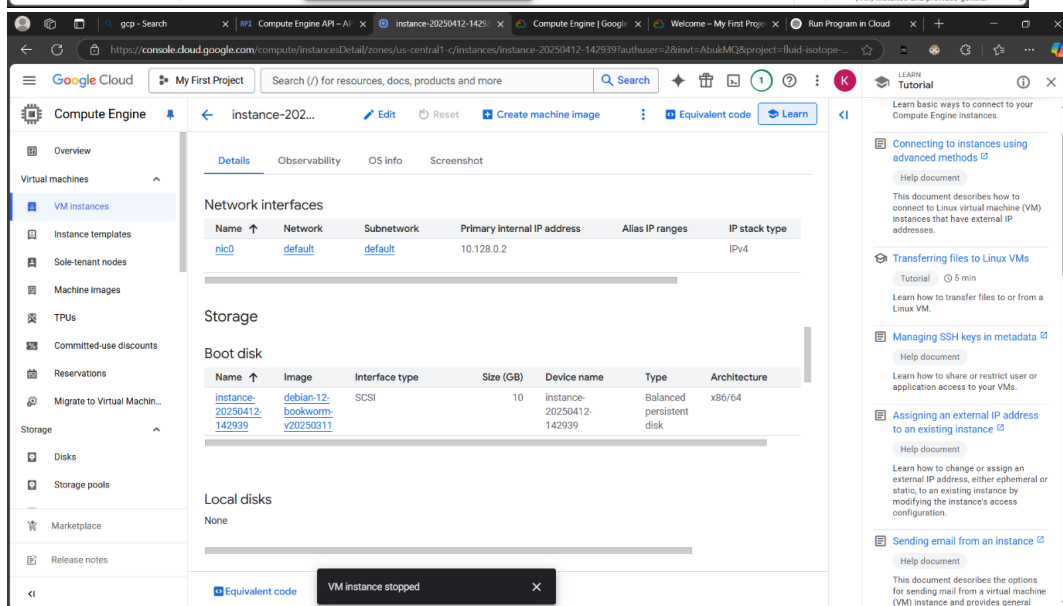 gcp - Search
API Compute Engine API – AP
instance-20250412-1429
Compute Engine | Google
Welcome – My First Proje
Run Program in Cloud
https://console.cloud.google.com/compute/instancesDetail/zones/us-central1-c/instances/instance-20250412-142939?authuser=2&invt=AbukMQ&project=fluid-isotope-...
Google Cloud
My First Project
Search (/) for resources, docs, products and more
Search
1
K
LEARN
Tutorial
Compute Engine
instance-202...
Edit
Reset
Create machine image
Equivalent code
Learn
Overview
Virtual machines
VM instances
Instance templates
Sole-tenant nodes
Machine images
TPUs
Committed-use discounts
Reservations
Migrate to Virtual Machin...
Storage
Disks
Storage pools
Marketplace
Release notes
Details Observability OS info Screenshot
Network interfaces
Name Network Subnetwork Primary internal IP address Alias IP ranges IP stack type
nic0 default default 10.128.0.2 IPv4
Storage
Boot disk
Name Image Interface type Size (GB) Device name Type Architecture
instance- debian-12- SCSI 10 instance- Balanced x86/64
20250412- bookworm- 20250412- persistent
142939 v20250311 142939 disk
Local disks
None
Equivalent code
VM instance stopped
Learn basic ways to connect to your
Compute Engine instances.
Connecting to instances using
advanced methods
Help document
This document describes how to
connect to Linux virtual machine (VM)
instances that have external IP
addresses.
Transferring files to Linux VMs
Tutorial 5 min
Learn how to transfer files to or from a
Linux VM.
Managing SSH keys in metadata
Help document
Learn how to share or restrict user or
application access to your VMs.
Assigning an external IP address
to an existing instance
Help document
Learn how to change or assign an
external IP address, either ephemeral or
static, to an existing instance by
modifying the instance's access
configuration.
Sending email from an instance
Help document
This document describes the options
for sending mail from a virtual machine
(VM) instance and provides general